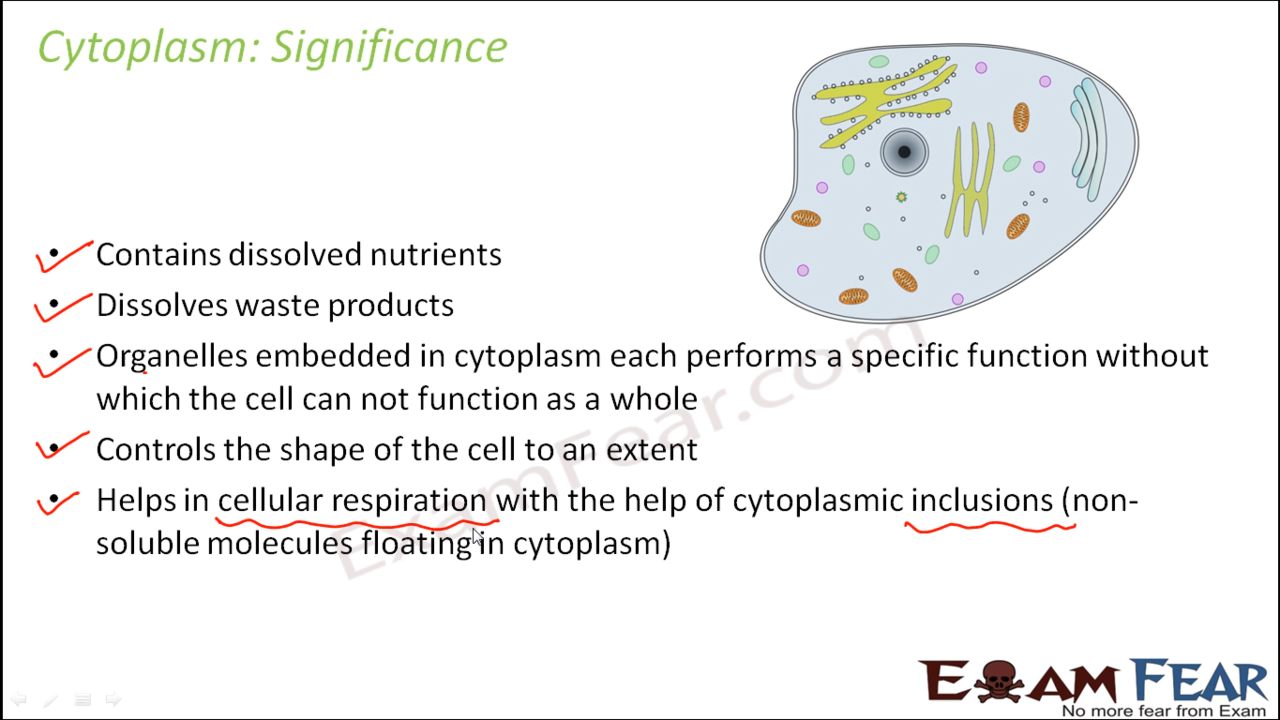 Cytoplasm: Significance
• Contains dissolved nutrients
• Dissolves waste products
• Organelles embedded in cytoplasm each performs a specific function without
which the cell can not function as a whole
• Controls the shape of the cell to an extent
• Helps in cellular respiration with the help of cytoplasmic inclusions (non-
soluble molecules floating in cytoplasm)
ExamFear.com
EXAM FEAR
No more fear from Exam